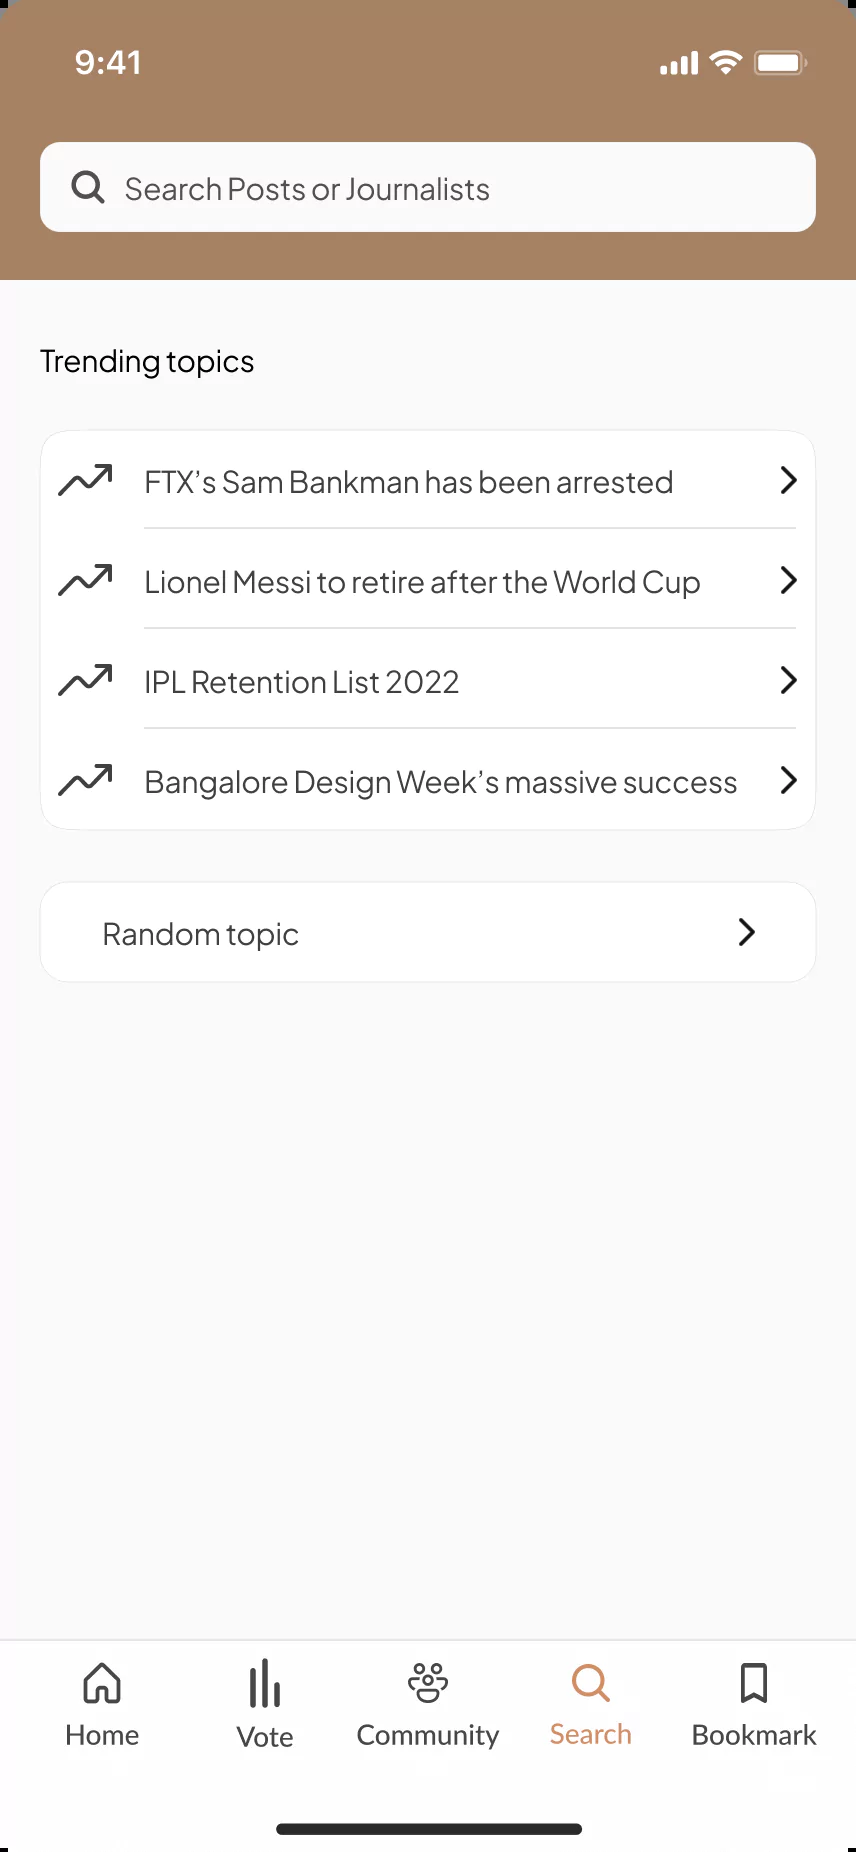 9:41
Search Posts or Journalists
Trending topics
FTX’s Sam Bankman has been arrested
Lionel Messi to retire after the World Cup
IPL Retention List 2022
Bangalore Design Week’s massive success
Random topic
Home
Vote
Community
Search
Bookmark